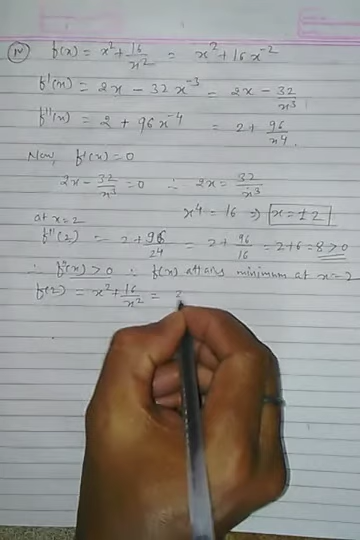 (iv) f(x) = x² + 16/x² = x² + 16x⁻²
f'(x) = 2x - 32x⁻³ = 2x - 32/x³
f''(x) = 2 + 96x⁻⁴ = 2 + 96/x⁴.
Now, f'(x) = 0
2x - 32/x³ = 0 ∴ 2x = 32/x³
x⁴ = 16 ⇒ x = ±2
at x = 2
f''(2) = 2 + 96/2⁴ = 2 + 96/16 = 2 + 6 = 8 > 0
∴ f''(x) > 0 ∴ f(x) attains minimum at x = 2
f(2) = x² + 16/x² =